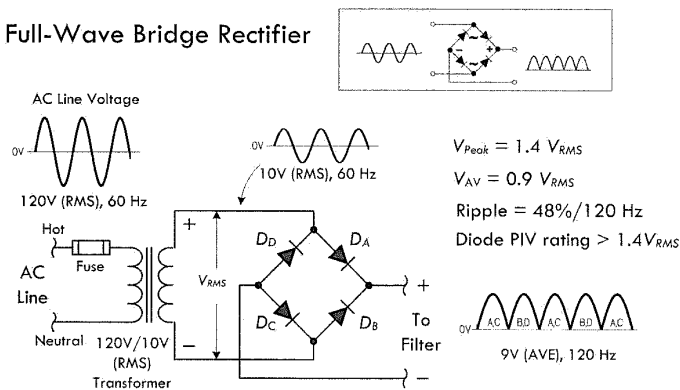 Full-Wave Bridge Rectifier
~
− +
~
AC Line Voltage
0V
120V (RMS), 60 Hz
0V
10V (RMS), 60 Hz
V_Peak = 1.4 V_RMS
V_AV = 0.9 V_RMS
Ripple = 48%/120 Hz
Diode PIV rating > 1.4V_RMS
Hot
Fuse
AC
Line
Neutral
120V/10V
(RMS)
Transformer
+
V_RMS
−
D_D D_A
D_C D_B
+
To
Filter
−
0V
A,C B,D A,C B,D A,C
9V (AVE), 120 Hz